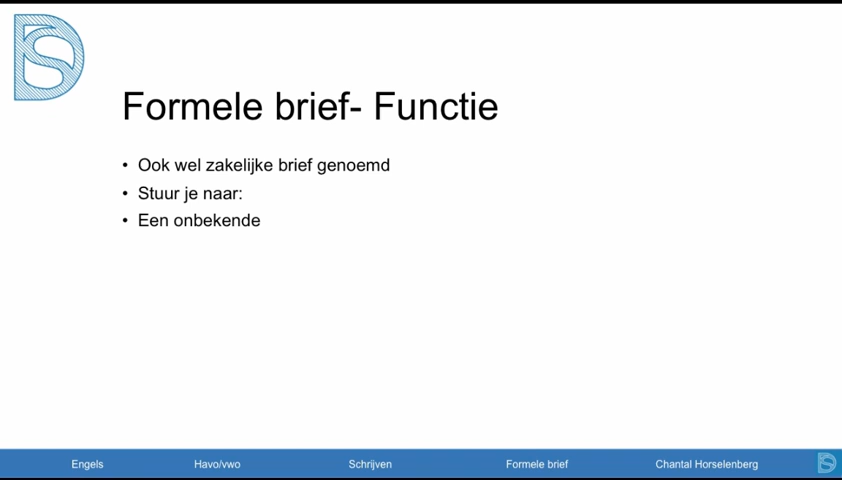 Formele brief- Functie
• Ook wel zakelijke brief genoemd
• Stuur je naar:
• Een onbekende
Engels Havo/vwo Schrijven Formele brief Chantal Horselenberg